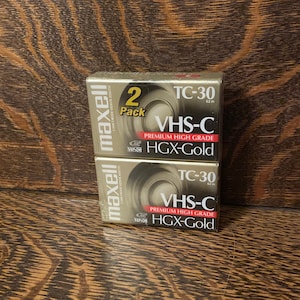 maxell
2
Pack
TC-30
VHS-C
PREMIUM HIGH GRADE
HGX-Gold
maxell
TC-30
VHS-C
PREMIUM HIGH GRADE
HGX-Gold